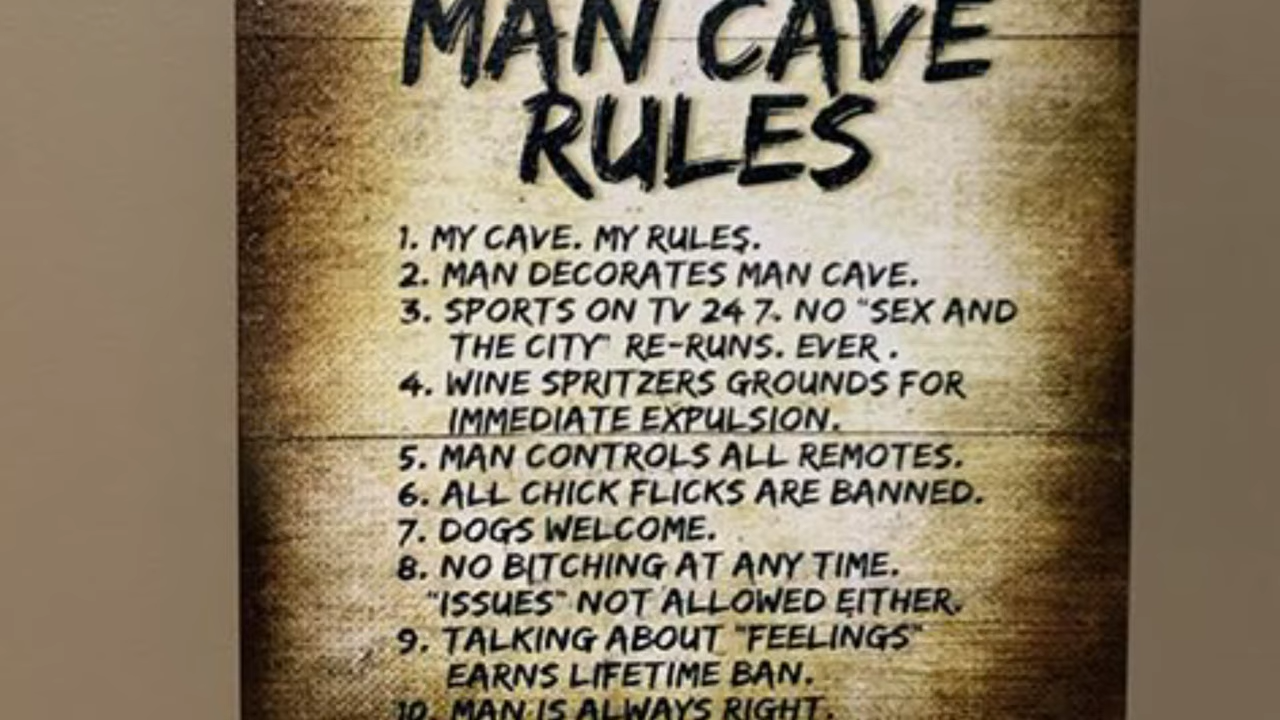 MAN CAVE
RULES
1. MY CAVE. MY RULES.
2. MAN DECORATES MAN CAVE.
3. SPORTS ON TV 24 7. NO "SEX AND
THE CITY" RE-RUNS. EVER .
4. WINE SPRITZERS GROUNDS FOR
IMMEDIATE EXPULSION.
5. MAN CONTROLS ALL REMOTES.
6. ALL CHICK FLICKS ARE BANNED.
7. DOGS WELCOME.
8. NO BITCHING AT ANY TIME.
"ISSUES" NOT ALLOWED EITHER.
9. TALKING ABOUT "FEELINGS"
EARNS LIFETIME BAN.
10. MAN IS ALWAYS RIGHT.